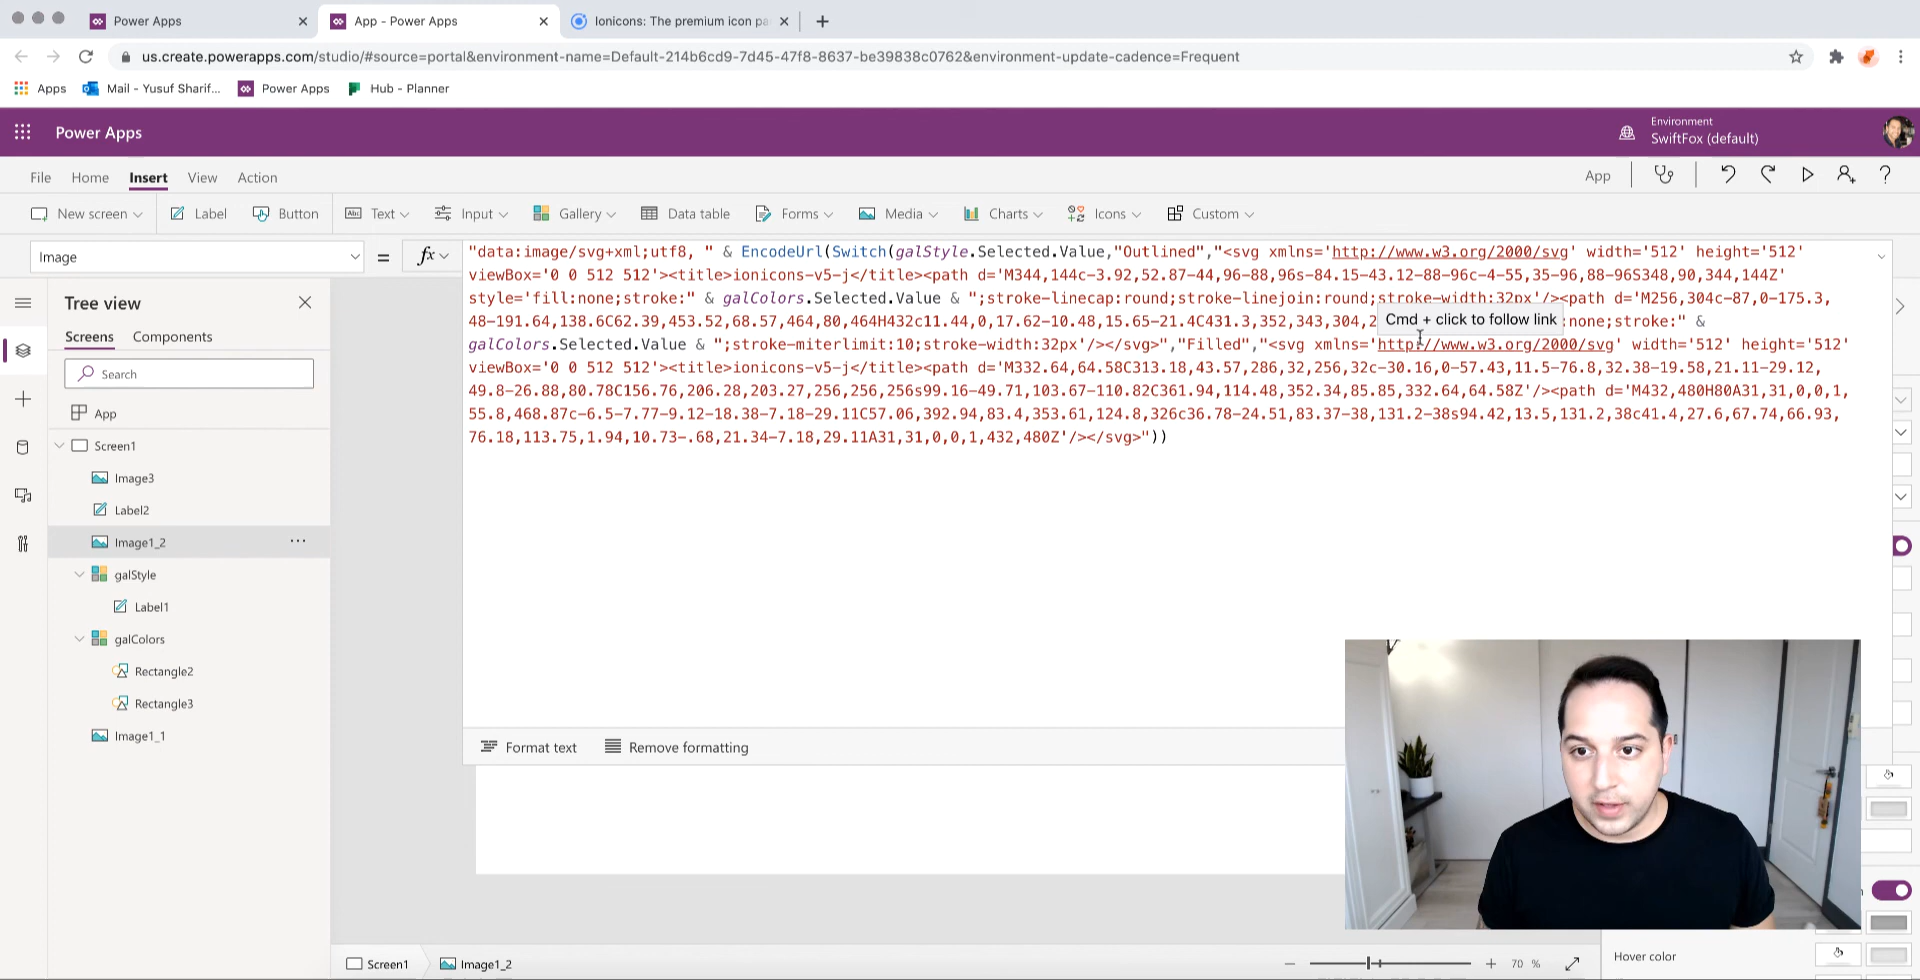 Power Apps
App - Power Apps
Ionicons: The premium icon pa
us.create.powerapps.com/studio/#source=portal&environment-name=Default-214b6cd9-7d45-47f8-8637-be39838c0762&environment-update-cadence=Frequent
Apps
Mail - Yusuf Sharif...
Power Apps
Hub - Planner
Power Apps
Environment
SwiftFox (default)
File
Home
Insert
View
Action
App
New screen
Label
Button
Text
Input
Gallery
Data table
Forms
Media
Charts
Icons
Custom
Image
=
fx
"data:image/svg+xml;utf8, " & EncodeUrl(Switch(galStyle.Selected.Value,"Outlined","<svg xmlns='http://www.w3.org/2000/svg' width='512' height='512'
viewBox='0 0 512 512'><title>ionicons-v5-j</title><path d='M344,144c-3.92,52.87-44,96-88,96s-84.15-43.12-88-96c-4-55,35-96,88-96S348,90,344,144Z'
style='fill:none;stroke:" & galColors.Selected.Value & ";stroke-linecap:round;stroke-linejoin:round;stroke-width:32px'/><path d='M256,304c-87,0-175.3,
48-191.64,138.6C62.39,453.52,68.57,464,80,464H432c11.44,0,17.62-10.48,15.65-21.4C431.3,352,343,304,2
:none;stroke:" &
Cmd + click to follow link
galColors.Selected.Value & ";stroke-miterlimit:10;stroke-width:32px'/></svg>","Filled","<svg xmlns='http://www.w3.org/2000/svg' width='512' height='512'
viewBox='0 0 512 512'><title>ionicons-v5-j</title><path d='M332.64,64.58C313.18,43.57,286,32,256,32c-30.16,0-57.43,11.5-76.8,32.38-19.58,21.11-29.12,
49.8-26.88,80.78C156.76,206.28,203.27,256,256,256s99.16-49.71,103.67-110.82C361.94,114.48,352.34,85.85,332.64,64.58Z'/><path d='M432,480H80A31,31,0,0,1,
55.8,468.87c-6.5-7.77-9.12-18.38-7.18-29.11C57.06,392.94,83.4,353.61,124.8,326c36.78-24.51,83.37-38,131.2-38s94.42,13.5,131.2,38c41.4,27.6,67.74,66.93,
76.18,113.75,1.94,10.73-.68,21.34-7.18,29.11A31,31,0,0,1,432,480Z'/></svg>"))
Format text
Remove formatting
Tree view
Screens
Components
Search
App
Screen1
Image3
Label2
Image1_2
galStyle
Label1
galColors
Rectangle2
Rectangle3
Image1_1
Screen1
Image1_2
70 %
Hover color